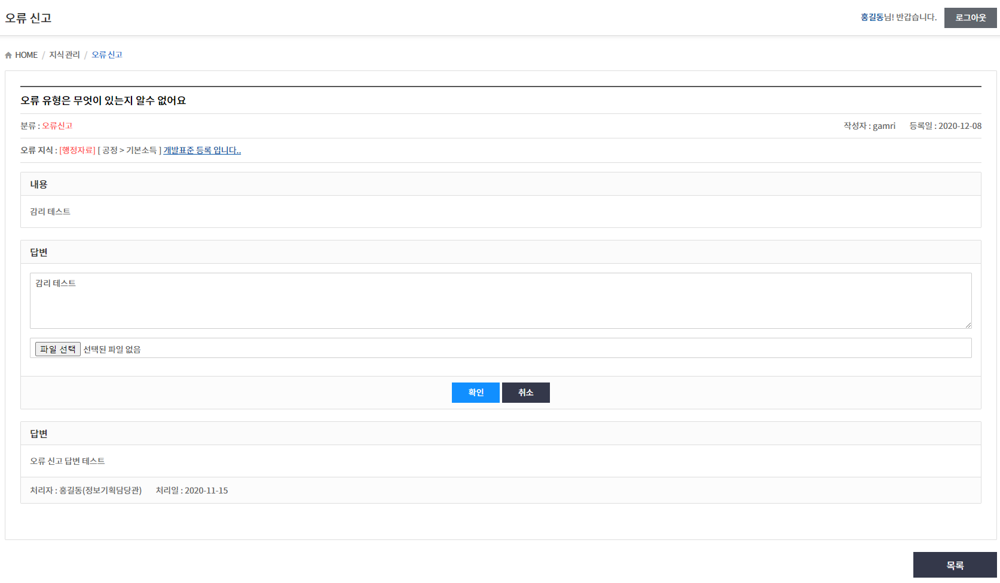 오류 신고
홍길동님! 반갑습니다. 로그아웃
HOME / 지식관리 / 오류 신고
오류 유형은 무엇이 있는지 알수 없어요
분류 : 오류신고 작성자 : gamri 등록일 : 2020-12-08
오류 지식 : [행정자료] [ 공정 > 기본소득 ] 개발표준 등록 입니다..
내용
감리 테스트
답변
감리 테스트
파일 선택 선택된 파일 없음
확인 취소
답변
오류 신고 답변 테스트
처리자 : 홍길동(정보기획담당관) 처리일 : 2020-11-15
목록